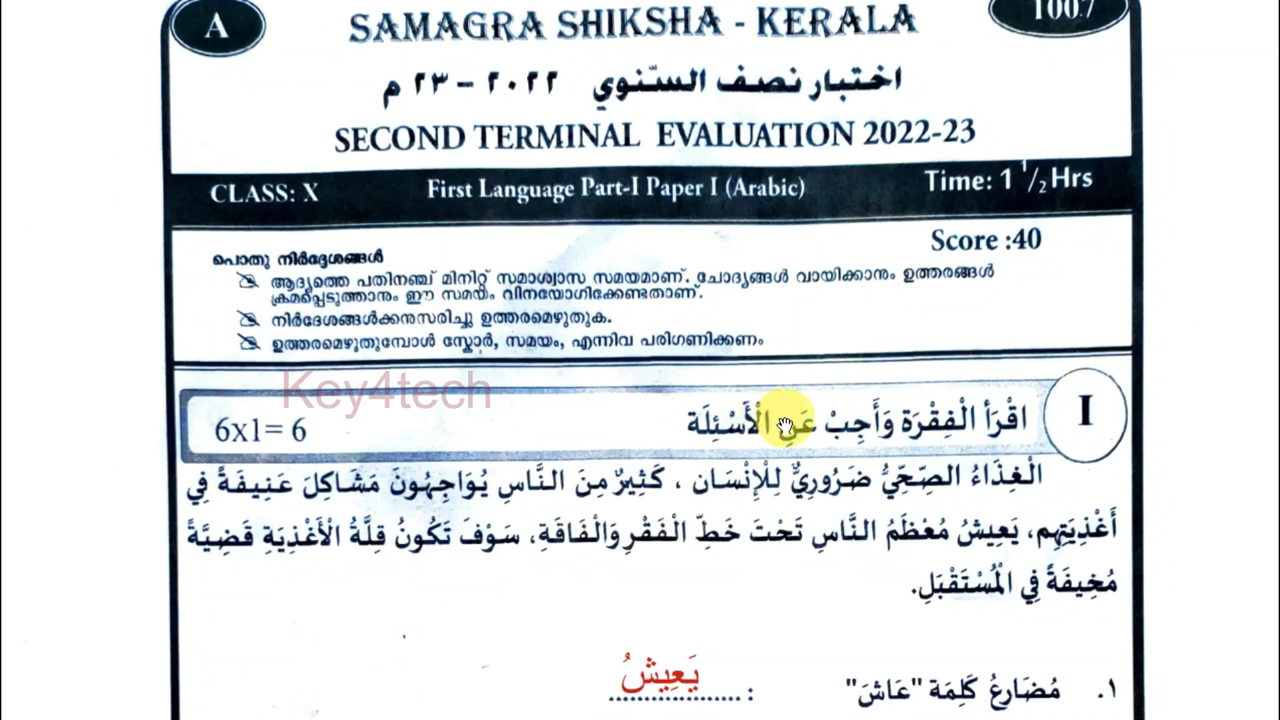 A
1007
SAMAGRA SHIKSHA - KERALA
اختبار نصف السّنوي ٢٠٢٢ - ٢٣ م
SECOND TERMINAL EVALUATION 2022-23
CLASS: X First Language Part-I Paper I (Arabic) Time: 1 1/2 Hrs
Score :40
പൊതു നിർദ്ദേശങ്ങൾ
ആദ്യത്തെ പതിനഞ്ച് മിനിറ്റ് സമാശ്വാസ സമയമാണ്. ചോദ്യങ്ങൾ വായിക്കാനും ഉത്തരങ്ങൾ
ക്രമപ്പെടുത്താനും ഈ സമയം വിനയോഗിക്കേണ്ടതാണ്.
നിർദേശങ്ങൾക്കനുസരിച്ചു ഉത്തരമെഴുതുക.
ഉത്തരമെഴുതുമ്പോൾ സ്കോർ, സമയം, എന്നിവ പരിഗണിക്കണം
Key4tech
I اقْرَأ الْفِقْرَة وَأَجِبْ عَنِ الْأَسْئِلَة 6x1= 6
الْغِذَاءُ الصِّحِّيُّ ضَرُورِيٌّ لِلْإِنْسَان ، كَثِيرٌ مِنَ النَّاسِ يُوَاجِهُونَ مَشَاكِلَ عَنِيفَةً فِي
أَغْذِيَتِهِم، يَعِيشُ مُعْظَمُ النَّاسِ تَحْتَ خَطِّ الْفَقْرِ وَالْفَاقَةِ، سَوْفَ تَكُونُ قِلَّةُ الْأَغْذِيَةِ قَضِيَّةً
مُخِيفَةً فِي الْمُسْتَقْبَلِ.
١. مُضَارِعُ كَلِمَة "عَاشَ" : يَعِيشُ